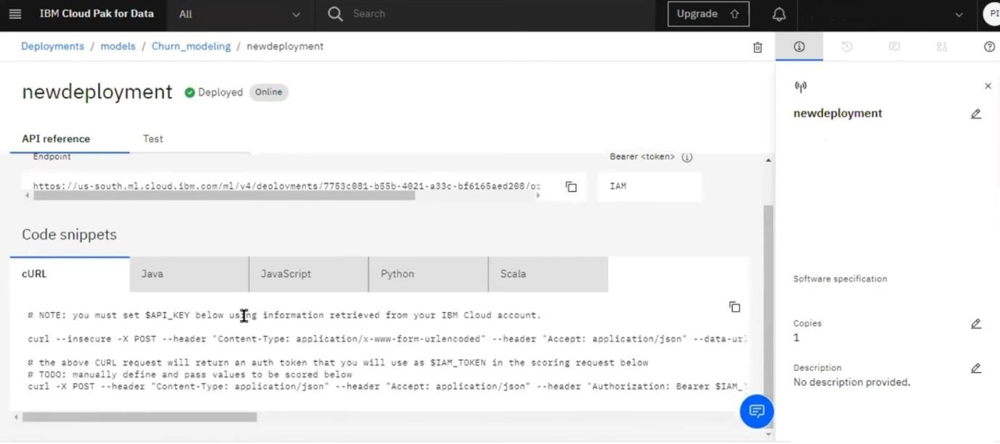 IBM Cloud Pak for Data
All
Search
Upgrade
PI
Deployments / models / Churn_modeling / newdeployment
newdeployment
Deployed
Online
API reference
Test
Endpoint
Bearer <token>
https://us-south.ml.cloud.ibm.com/ml/v4/deployments/7753c081-b55b-4021-a33c-bf6165aed208/pr
IAM
Code snippets
cURL
Java
JavaScript
Python
Scala
# NOTE: you must set $API_KEY below using information retrieved from your IBM Cloud account.
curl --insecure -X POST --header "Content-Type: application/x-www-form-urlencoded" --header "Accept: application/json" --data-url
# the above CURL request will return an auth token that you will use as $IAM_TOKEN in the scoring request below
# TODO: manually define and pass values to be scored below
curl -X POST --header "Content-Type: application/json" --header "Accept: application/json" --header "Authorization: Bearer $IAM_T
newdeployment
Software specification
Copies
1
Description
No description provided.